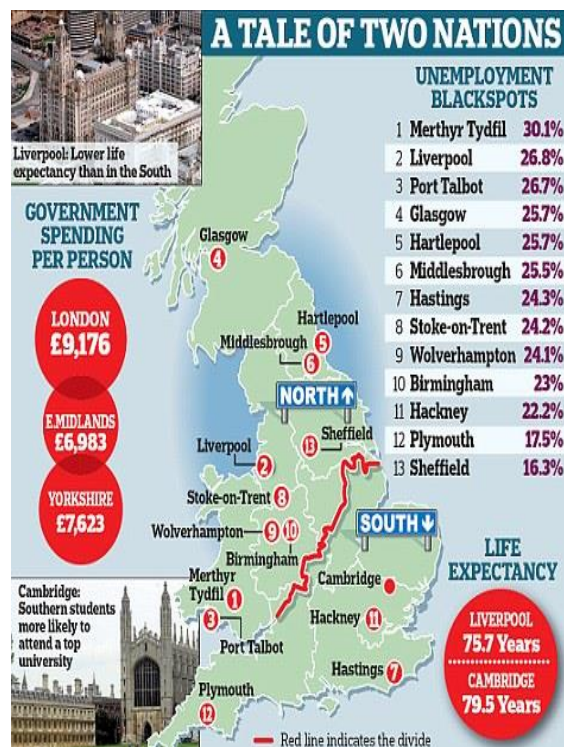 A TALE OF TWO NATIONS
Liverpool: Lower life
expectancy than in the South
UNEMPLOYMENT
BLACKSPOTS
1 Merthyr Tydfil 30.1%
2 Liverpool 26.8%
3 Port Talbot 26.7%
4 Glasgow 25.7%
5 Hartlepool 25.7%
6 Middlesbrough 25.5%
7 Hastings 24.3%
8 Stoke-on-Trent 24.2%
9 Wolverhampton 24.1%
10 Birmingham 23%
11 Hackney 22.2%
12 Plymouth 17.5%
13 Sheffield 16.3%
GOVERNMENT
SPENDING
PER PERSON
LONDON
£9,176
E.MIDLANDS
£6,983
YORKSHIRE
£7,623
Glasgow
4
Hartlepool
5
Middlesbrough
6
NORTH
Sheffield
13
Liverpool
2
Stoke-on-Trent 8
Wolverhampton 9 10
Birmingham
SOUTH
Merthyr
Tydfil 1
3
Port Talbot
Cambridge
Hackney 11
Hastings 7
Plymouth
12
Cambridge:
Southern students
more likely to
attend a top
university
LIFE
EXPECTANCY
LIVERPOOL
75.7 Years
CAMBRIDGE
79.5 Years
Red line indicates the divide